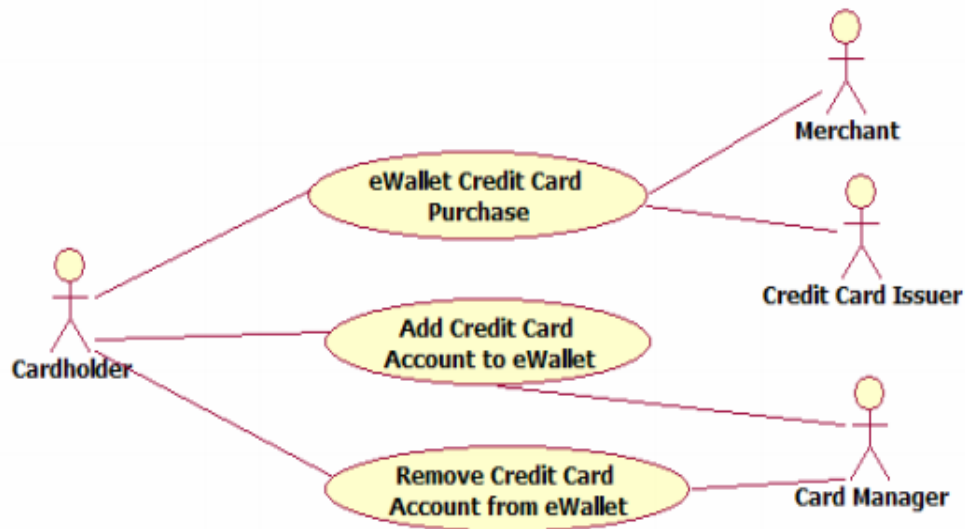 Merchant
eWallet Credit Card
Purchase
Credit Card Issuer
Cardholder
Add Credit Card
Account to eWallet
Remove Credit Card
Account from eWallet
Card Manager